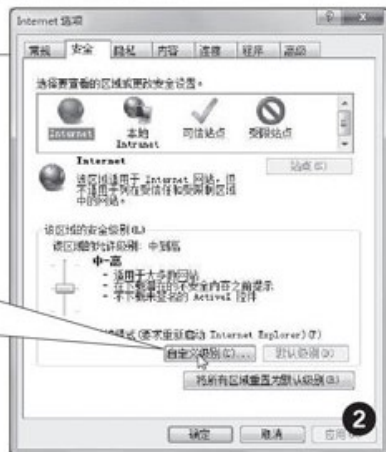 Internet 选项
常规 安全 隐私 内容 连接 程序 高级
选择要查看的区域或更改安全设置。
Internet 本地 Intranet 可信站点 受限站点
Internet
站点(S)
该区域适用于 Internet 网站，但
不适用于列在受信任和受限制区域
中的网站。
该区域的安全级别(L)
该区域的允许级别: 中到高
中-高
- 适用于大多数网站
- 在下载潜在的不安全内容之前提示
- 不下载未签名的 ActiveX 控件
模式(要求重新启动 Internet Explorer)(P)
自定义级别(C)... 默认级别(D)
将所有区域重置为默认级别(R)
确定 取消 应用
2